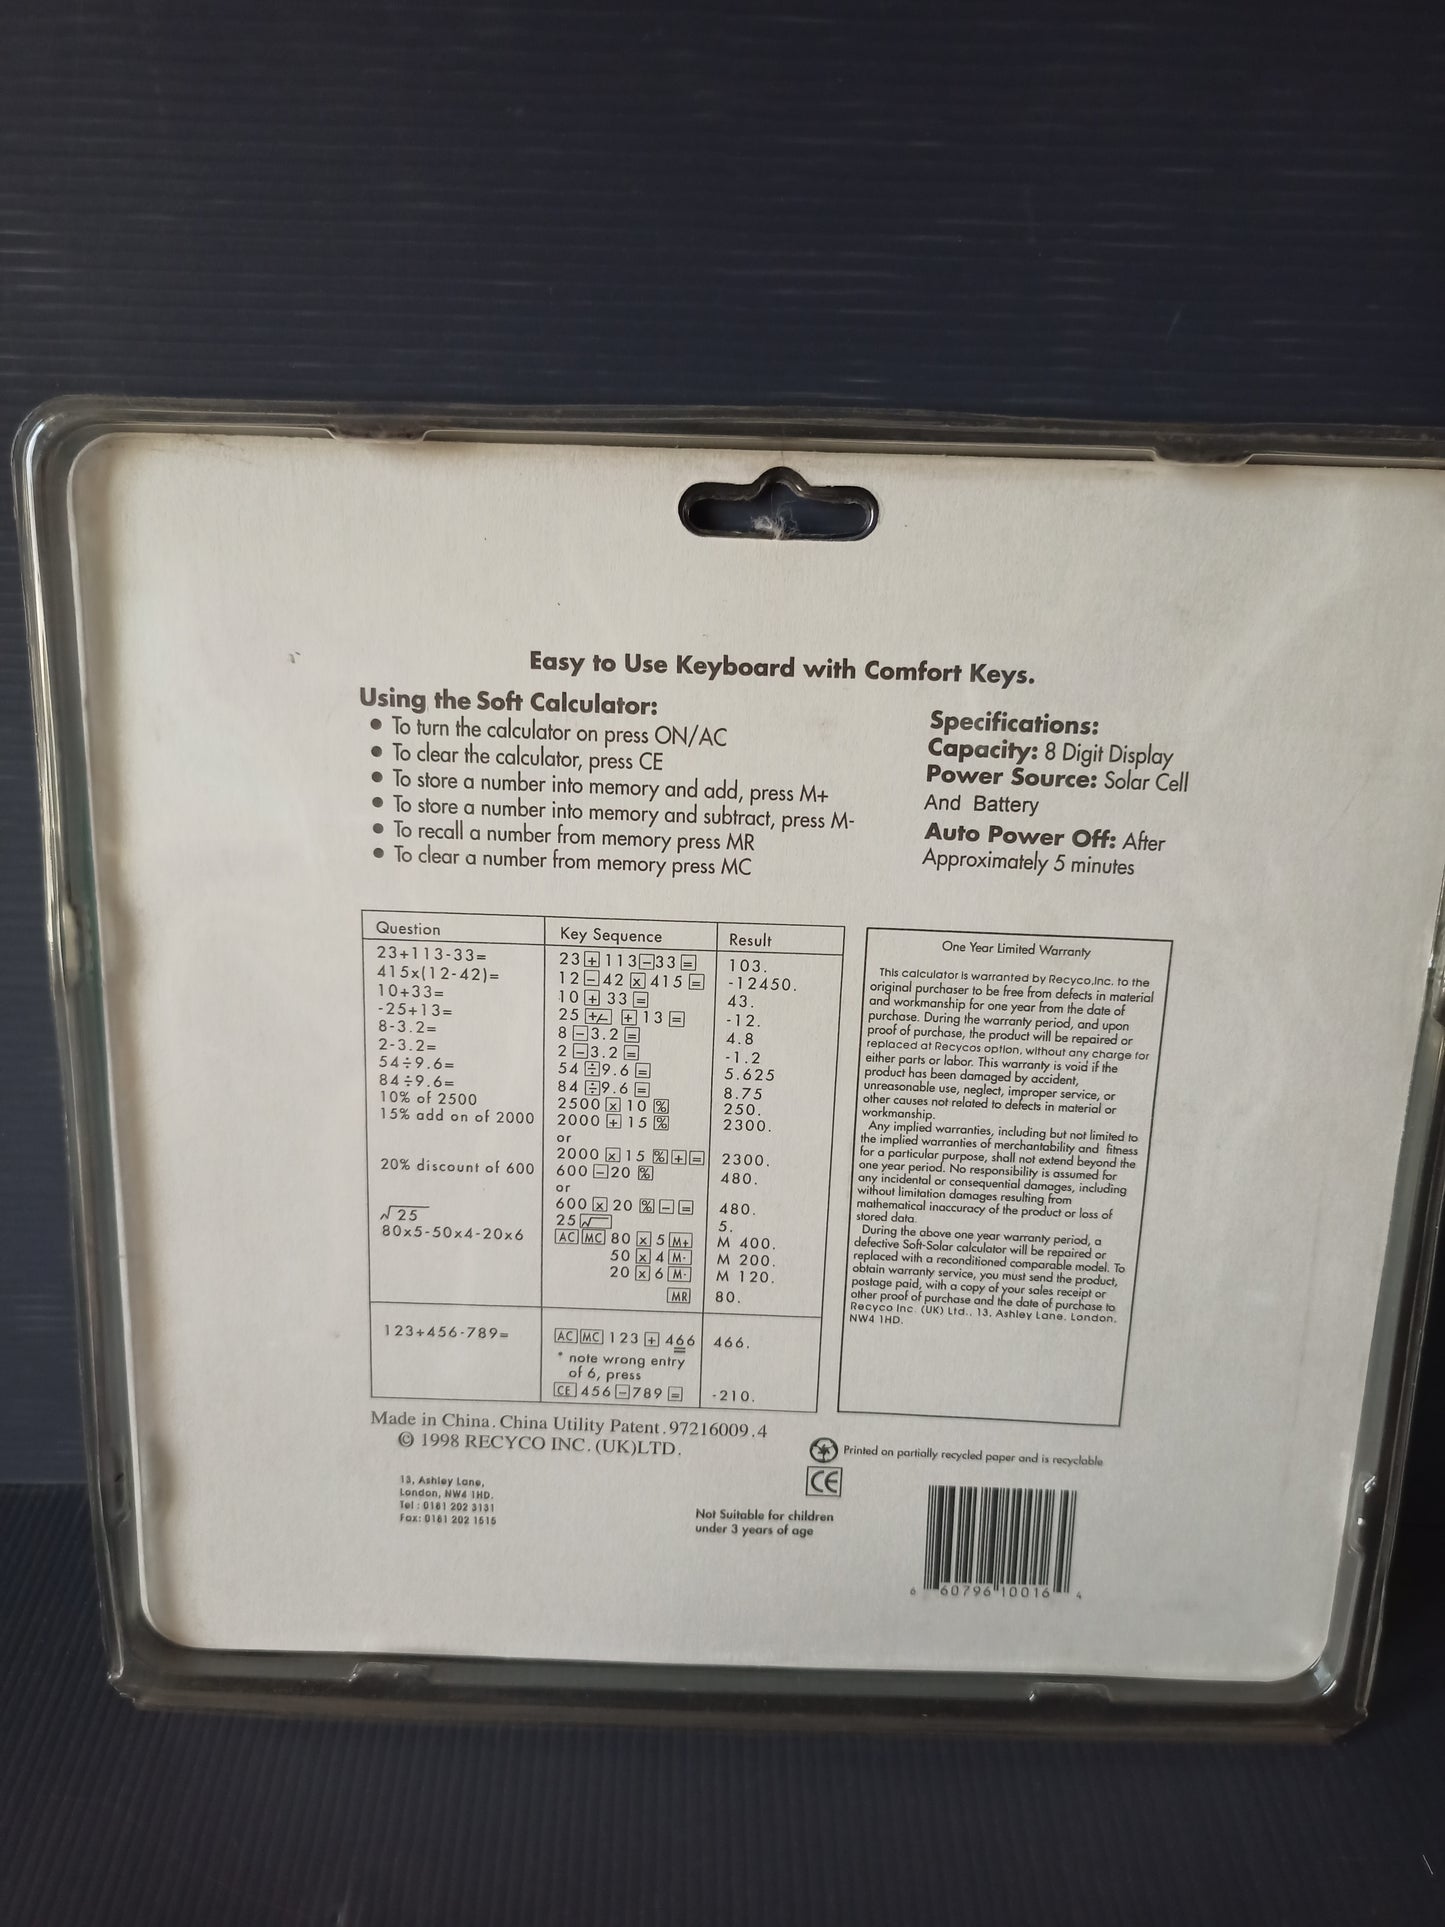 Easy to Use Keyboard with Comfort Keys.
Using the Soft Calculator:
● To turn the calculator on press ON/AC
● To clear the calculator, press CE
● To store a number into memory and add, press M+
● To store a number into memory and subtract, press M-
● To recall a number from memory press MR
● To clear a number from memory press MC
Specifications:
Capacity: 8 Digit Display
Power Source: Solar Cell
And Battery
Auto Power Off: After
Approximately 5 minutes
Question Key Sequence Result
23+113-33= 23+113-33= 103.
415x(12-42)= 12-42x415= -12450.
10+33= 10+33= 43.
-25+13= 25+/-+13= -12.
8-3.2= 8-3.2= 4.8
2-3.2= 2-3.2= -1.2
54÷9.6= 54÷9.6= 5.625
84÷9.6= 84÷9.6= 8.75
10% of 2500 2500x10% 250.
15% add on of 2000 2000+15% 2300.
or
2000x15%+= 2300.
20% discount of 600 600-20% 480.
or
600x20%-= 480.
√25 25√ 5.
80x5-50x4-20x6 AC MC 80x5M+ M 400.
50x4M- M 200.
20x6M- M 120.
MR 80.
123+456-789= AC MC 123+466 466.
* note wrong entry
of 6, press
CE 456-789= -210.
One Year Limited Warranty
This calculator is warranted by Recyco,Inc. to the
original purchaser to be free from defects in material
and workmanship for one year from the date of
purchase. During the warranty period, and upon
proof of purchase, the product will be repaired or
replaced at Recycos option, without any charge for
either parts or labor. This warranty is void if the
product has been damaged by accident,
unreasonable use, neglect, improper service, or
other causes not related to defects in material or
workmanship.
Any implied warranties, including but not limited to
the implied warranties of merchantability and fitness
for a particular purpose, shall not extend beyond the
one year period. No responsibility is assumed for
any incidental or consequential damages, including
without limitation damages resulting from
mathematical inaccuracy of the product or loss of
stored data.
During the above one year warranty period, a
defective Soft-Solar calculator will be repaired or
replaced with a reconditioned comparable model. To
obtain warranty service, you must send the product,
postage paid, with a copy of your sales receipt or
other proof of purchase and the date of purchase to
Recyco Inc. (UK) Ltd., 13, Ashley Lane, London,
NW4 1HD.
Made in China. China Utility Patent.97216009.4
© 1998 RECYCO INC. (UK)LTD.
13, Ashley Lane,
London, NW4 1HD.
Tel : 0181 202 3131
Fax: 0181 202 1515
Printed on partially recycled paper and is recyclable
CE
Not Suitable for children
under 3 years of age
6 60796 10016 4